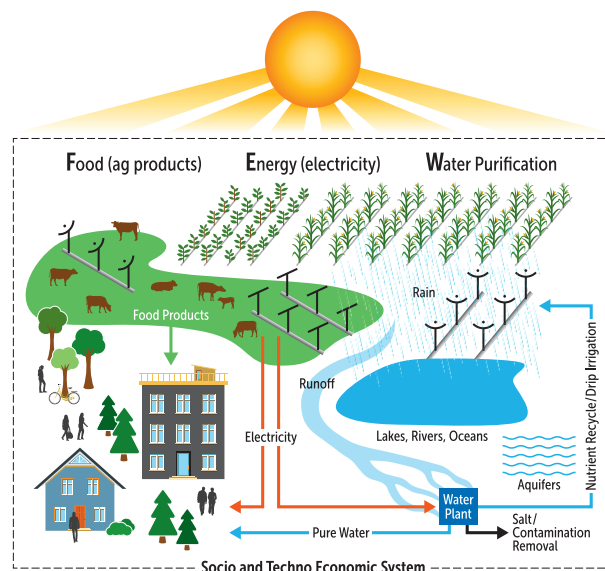 Food (ag products)
Energy (electricity)
Water Purification
Rain
Food Products
Runoff
Lakes, Rivers, Oceans
Electricity
Aquifers
Nutrient Recycle/Drip Irrigation
Water
Plant
Pure Water
Salt/
Contamination
Removal
Socio and Techno Economic System